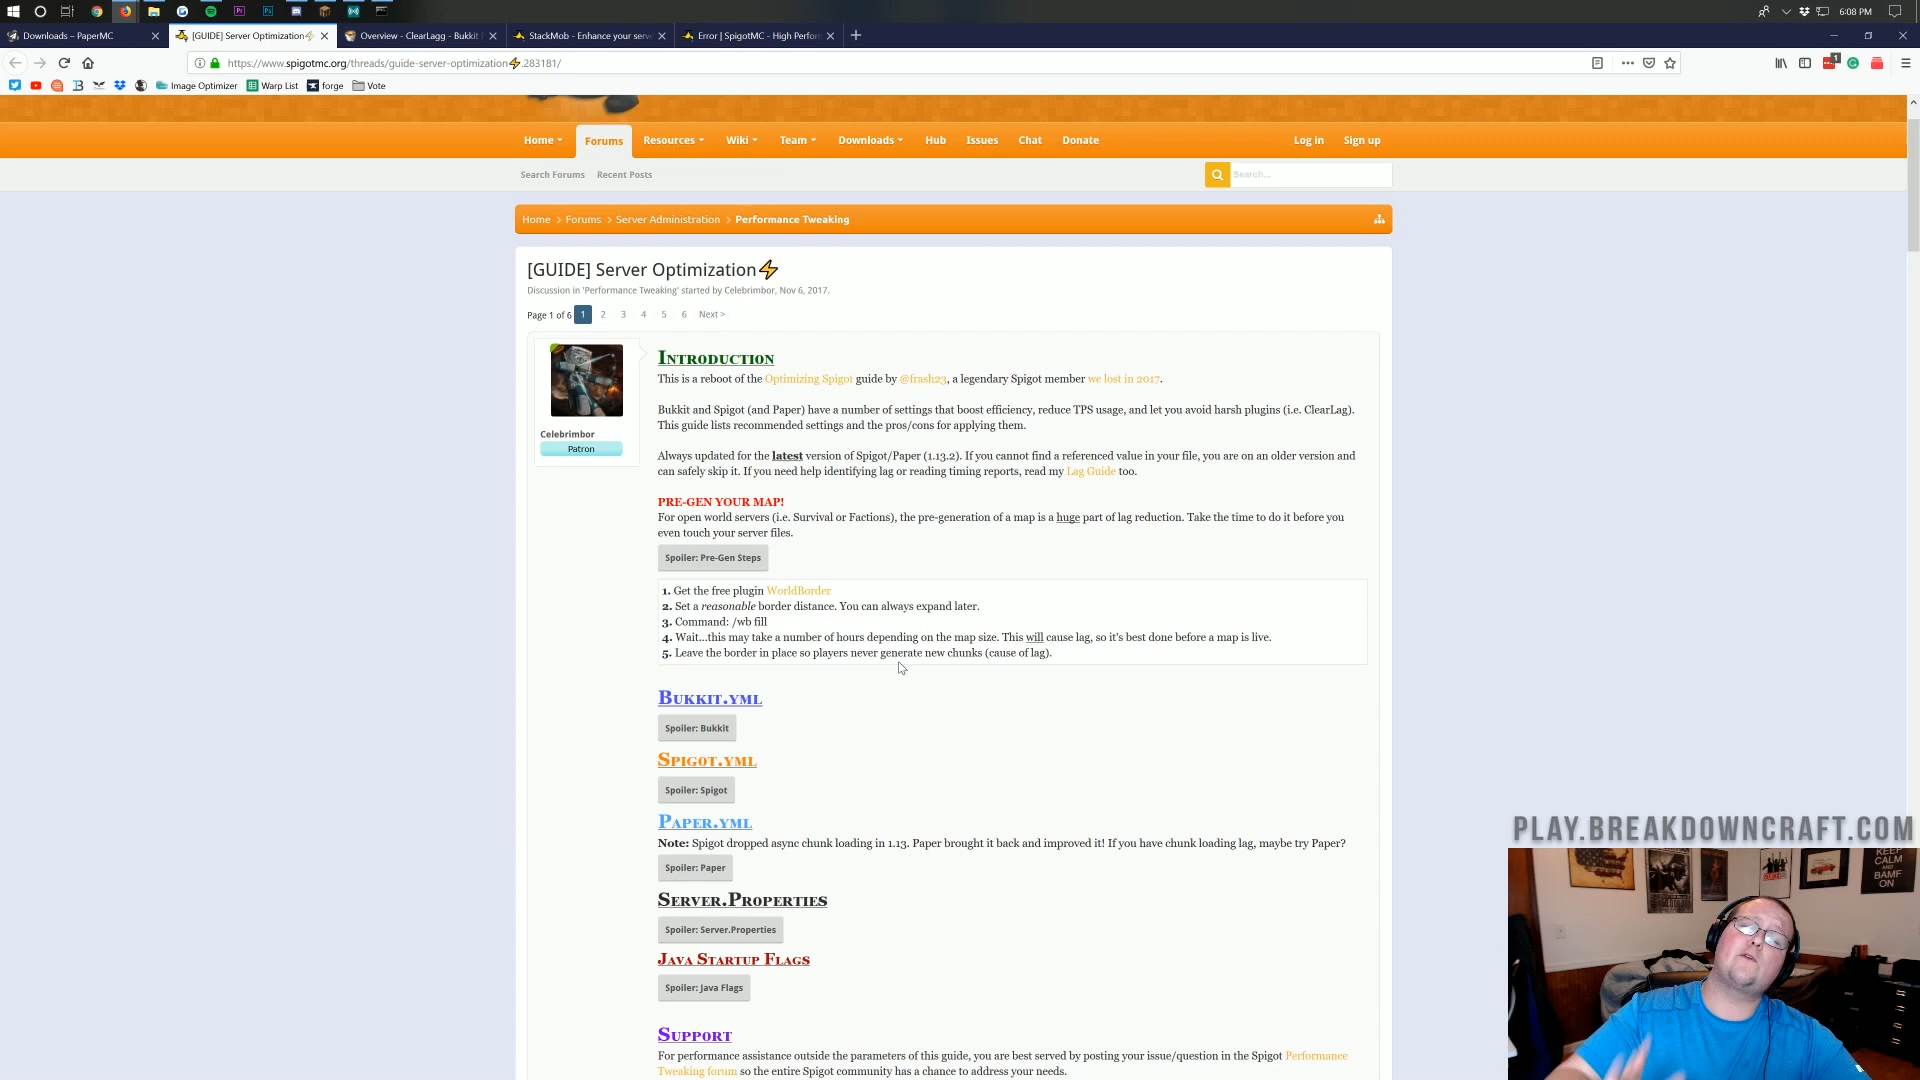 6:08 PM
Downloads – PaperMC
[GUIDE] Server Optimization⚡
Overview - ClearLagg - Bukkit
StackMob - Enhance your serve
Error | SpigotMC - High Perform
https://www.spigotmc.org/threads/guide-server-optimization⚡.283181/
Image Optimizer
Warp List
forge
Vote
Home
Forums
Resources
Wiki
Team
Downloads
Hub
Issues
Chat
Donate
Log in
Sign up
Search Forums
Recent Posts
Search...
Home > Forums > Server Administration > Performance Tweaking
[GUIDE] Server Optimization⚡
Discussion in 'Performance Tweaking' started by Celebrimbor, Nov 6, 2017.
Page 1 of 6 1 2 3 4 5 6 Next >
Celebrimbor
Patron
Introduction
This is a reboot of the Optimizing Spigot guide by @frash23, a legendary Spigot member we lost in 2017.
Bukkit and Spigot (and Paper) have a number of settings that boost efficiency, reduce TPS usage, and let you avoid harsh plugins (i.e. ClearLag).
This guide lists recommended settings and the pros/cons for applying them.
Always updated for the latest version of Spigot/Paper (1.13.2). If you cannot find a referenced value in your file, you are on an older version and
can safely skip it. If you need help identifying lag or reading timing reports, read my Lag Guide too.
PRE-GEN YOUR MAP!
For open world servers (i.e. Survival or Factions), the pre-generation of a map is a huge part of lag reduction. Take the time to do it before you
even touch your server files.
Spoiler: Pre-Gen Steps
1. Get the free plugin WorldBorder
2. Set a reasonable border distance. You can always expand later.
3. Command: /wb fill
4. Wait...this may take a number of hours depending on the map size. This will cause lag, so it's best done before a map is live.
5. Leave the border in place so players never generate new chunks (cause of lag).
Bukkit.yml
Spoiler: Bukkit
Spigot.yml
Spoiler: Spigot
Paper.yml
Note: Spigot dropped async chunk loading in 1.13. Paper brought it back and improved it! If you have chunk loading lag, maybe try Paper?
Spoiler: Paper
Server.Properties
Spoiler: Server.Properties
Java Startup Flags
Spoiler: Java Flags
Support
For performance assistance outside the parameters of this guide, you are best served by posting your issue/question in the Spigot Performance
Tweaking forum so the entire Spigot community has a chance to address your needs.
PLAY.BREAKDOWNCRAFT.COM
KEEP
CALM
AND
BAMF
ON